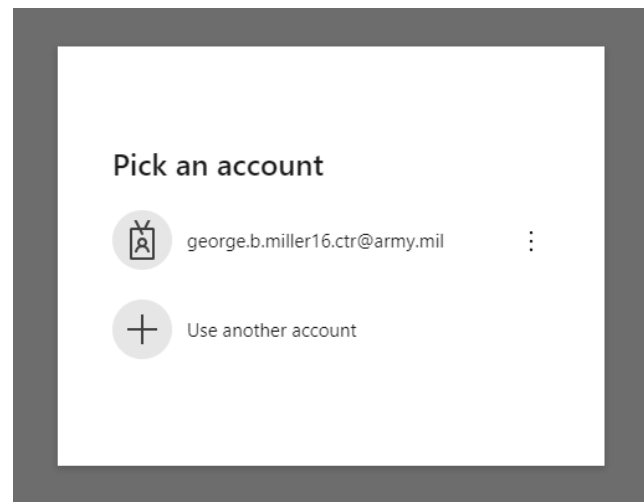 Pick an account
george.b.miller16.ctr@army.mil
Use another account